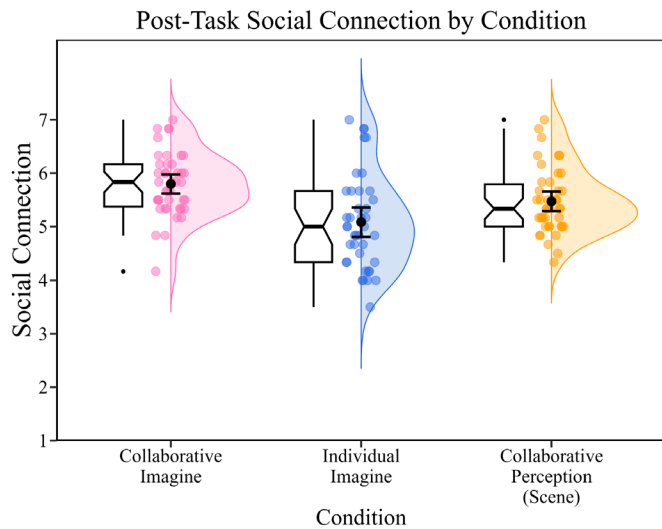 Post-Task Social Connection by Condition
Social Connection
7
6
5
4
3
2
1
Collaborative
Imagine
Individual
Imagine
Collaborative
Perception
(Scene)
Condition